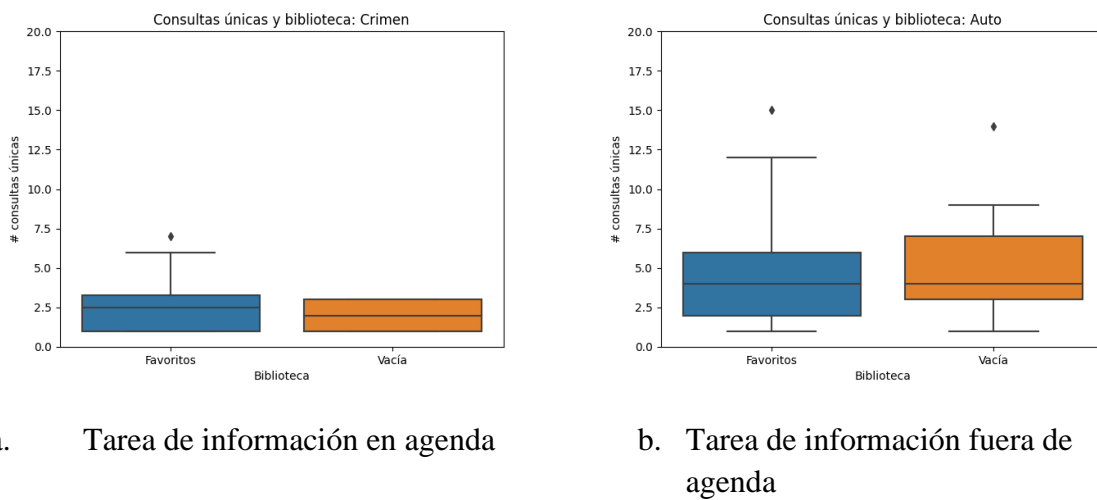 Consultas únicas y biblioteca: Crimen
20.0
17.5
15.0
12.5
10.0
7.5
5.0
2.5
0.0
# consultas únicas
Favoritos
Vacía
Biblioteca
Consultas únicas y biblioteca: Auto
20.0
17.5
15.0
12.5
10.0
7.5
5.0
2.5
0.0
# consultas únicas
Favoritos
Vacía
Biblioteca
a. Tarea de información en agenda
b. Tarea de información fuera de
agenda